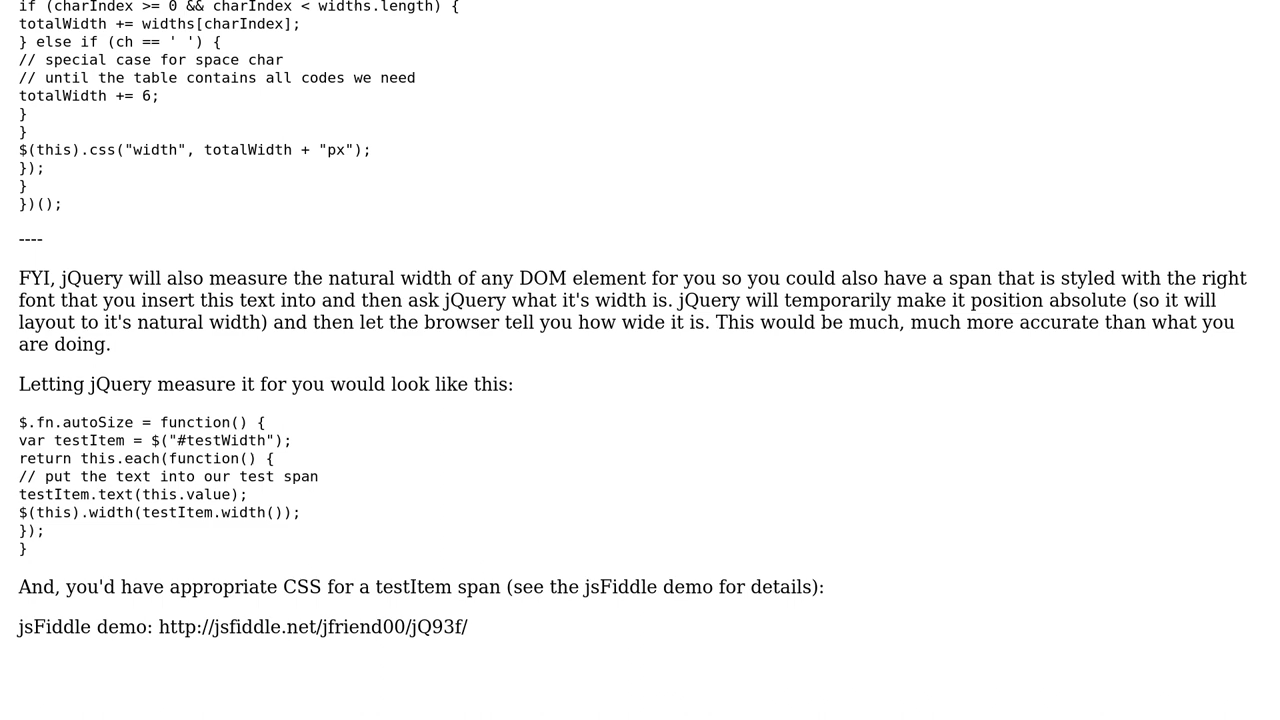 if (charIndex >= 0 && charIndex < widths.length) {
totalWidth += widths[charIndex];
} else if (ch == ' ') {
// special case for space char
// until the table contains all codes we need
totalWidth += 6;
}
}
$(this).css("width", totalWidth + "px");
});
}
})();
----
FYI, jQuery will also measure the natural width of any DOM element for you so you could also have a span that is styled with the right
font that you insert this text into and then ask jQuery what it's width is. jQuery will temporarily make it position absolute (so it will
layout to it's natural width) and then let the browser tell you how wide it is. This would be much, much more accurate than what you
are doing.
Letting jQuery measure it for you would look like this:
$.fn.autoSize = function() {
var testItem = $("#testWidth");
return this.each(function() {
// put the text into our test span
testItem.text(this.value);
$(this).width(testItem.width());
});
}
And, you'd have appropriate CSS for a testItem span (see the jsFiddle demo for details):
jsFiddle demo: http://jsfiddle.net/jfriend00/jQ93f/